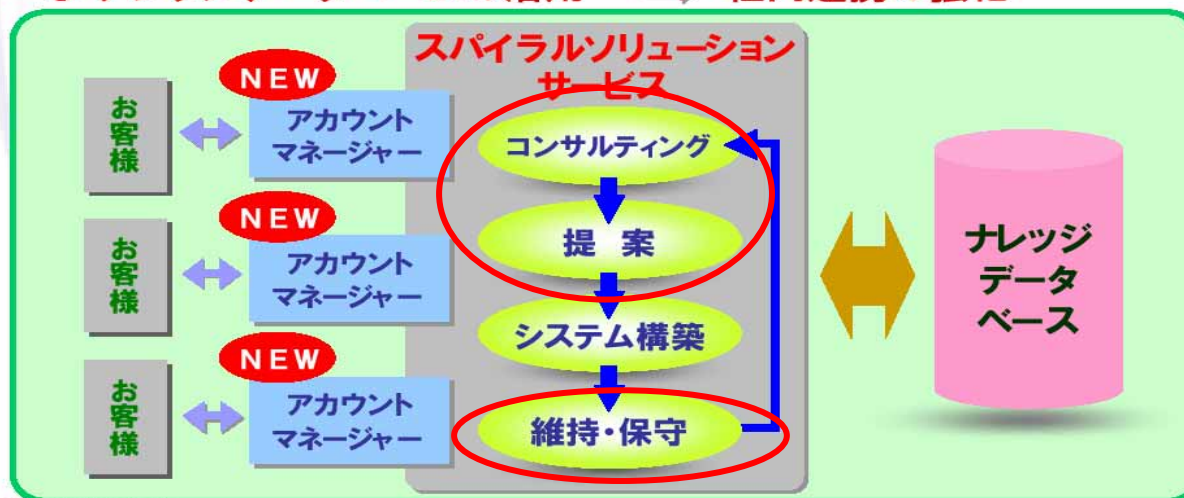 スパイラルソリューション
サービス
お客様
NEW
アカウント
マネージャー
お客様
NEW
アカウント
マネージャー
お客様
NEW
アカウント
マネージャー
コンサルティング
提 案
システム構築
維持・保守
ナレッジ
データ
ベース